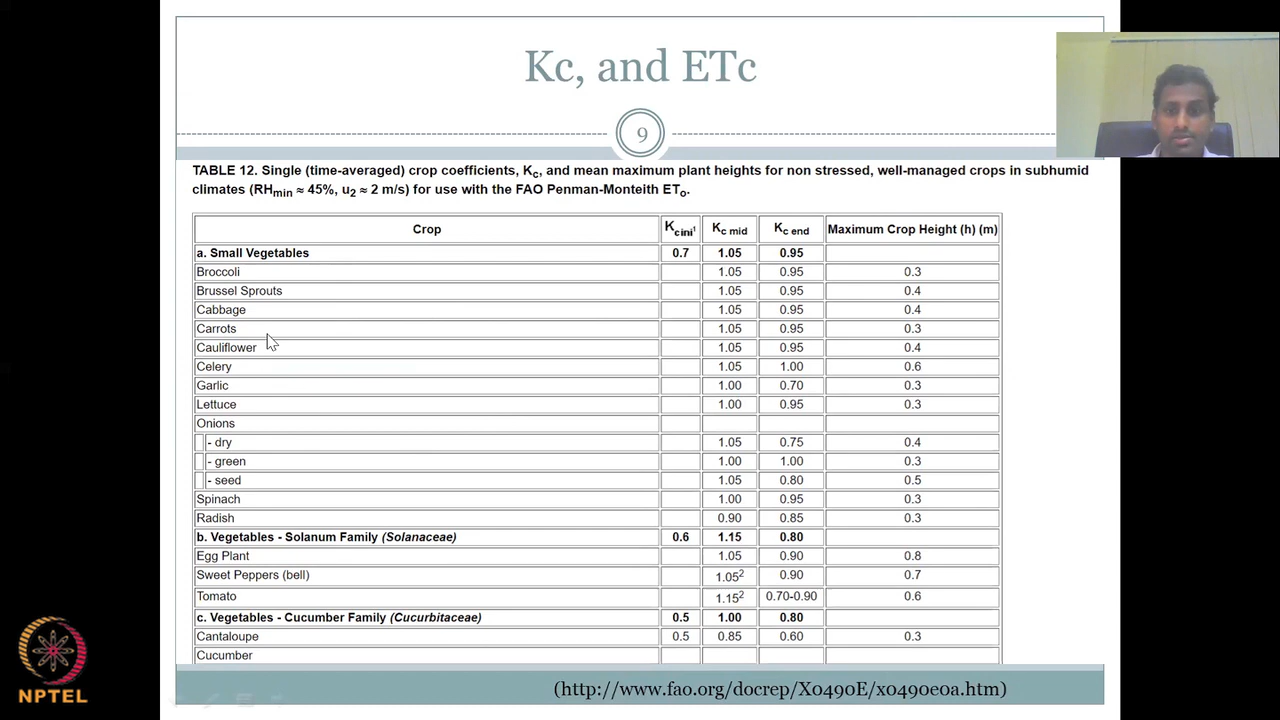 Kc, and ETc
9
TABLE 12. Single (time-averaged) crop coefficients, Kc, and mean maximum plant heights for non stressed, well-managed crops in subhumid
climates (RHmin ≈ 45%, u2 ≈ 2 m/s) for use with the FAO Penman-Monteith ETo.
Crop Kc ini1 Kc mid Kc end Maximum Crop Height (h) (m)
a. Small Vegetables 0.7 1.05 0.95
Broccoli 1.05 0.95 0.3
Brussel Sprouts 1.05 0.95 0.4
Cabbage 1.05 0.95 0.4
Carrots 1.05 0.95 0.3
Cauliflower 1.05 0.95 0.4
Celery 1.05 1.00 0.6
Garlic 1.00 0.70 0.3
Lettuce 1.00 0.95 0.3
Onions
- dry 1.05 0.75 0.4
- green 1.00 1.00 0.3
- seed 1.05 0.80 0.5
Spinach 1.00 0.95 0.3
Radish 0.90 0.85 0.3
b. Vegetables - Solanum Family (Solanaceae) 0.6 1.15 0.80
Egg Plant 1.05 0.90 0.8
Sweet Peppers (bell) 1.052 0.90 0.7
Tomato 1.152 0.70-0.90 0.6
c. Vegetables - Cucumber Family (Cucurbitaceae) 0.5 1.00 0.80
Cantaloupe 0.5 0.85 0.60 0.3
Cucumber
NPTEL
(http://www.fao.org/docrep/X0490E/x0490e0a.htm)